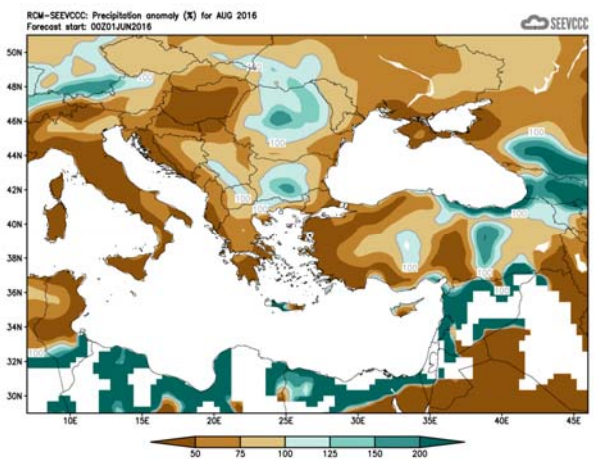 RCM-SEEVCCC: Precipitation anomaly (%) for AUG 2016
Forecast start: 00Z01JUN2016
SEEVCCC
50N
48N
46N
44N
42N
40N
38N
36N
34N
32N
30N
100
100
100
100
100
100
100
100
100
100
100
10E
15E
20E
25E
30E
35E
40E
45E
50 75 100 125 150 200